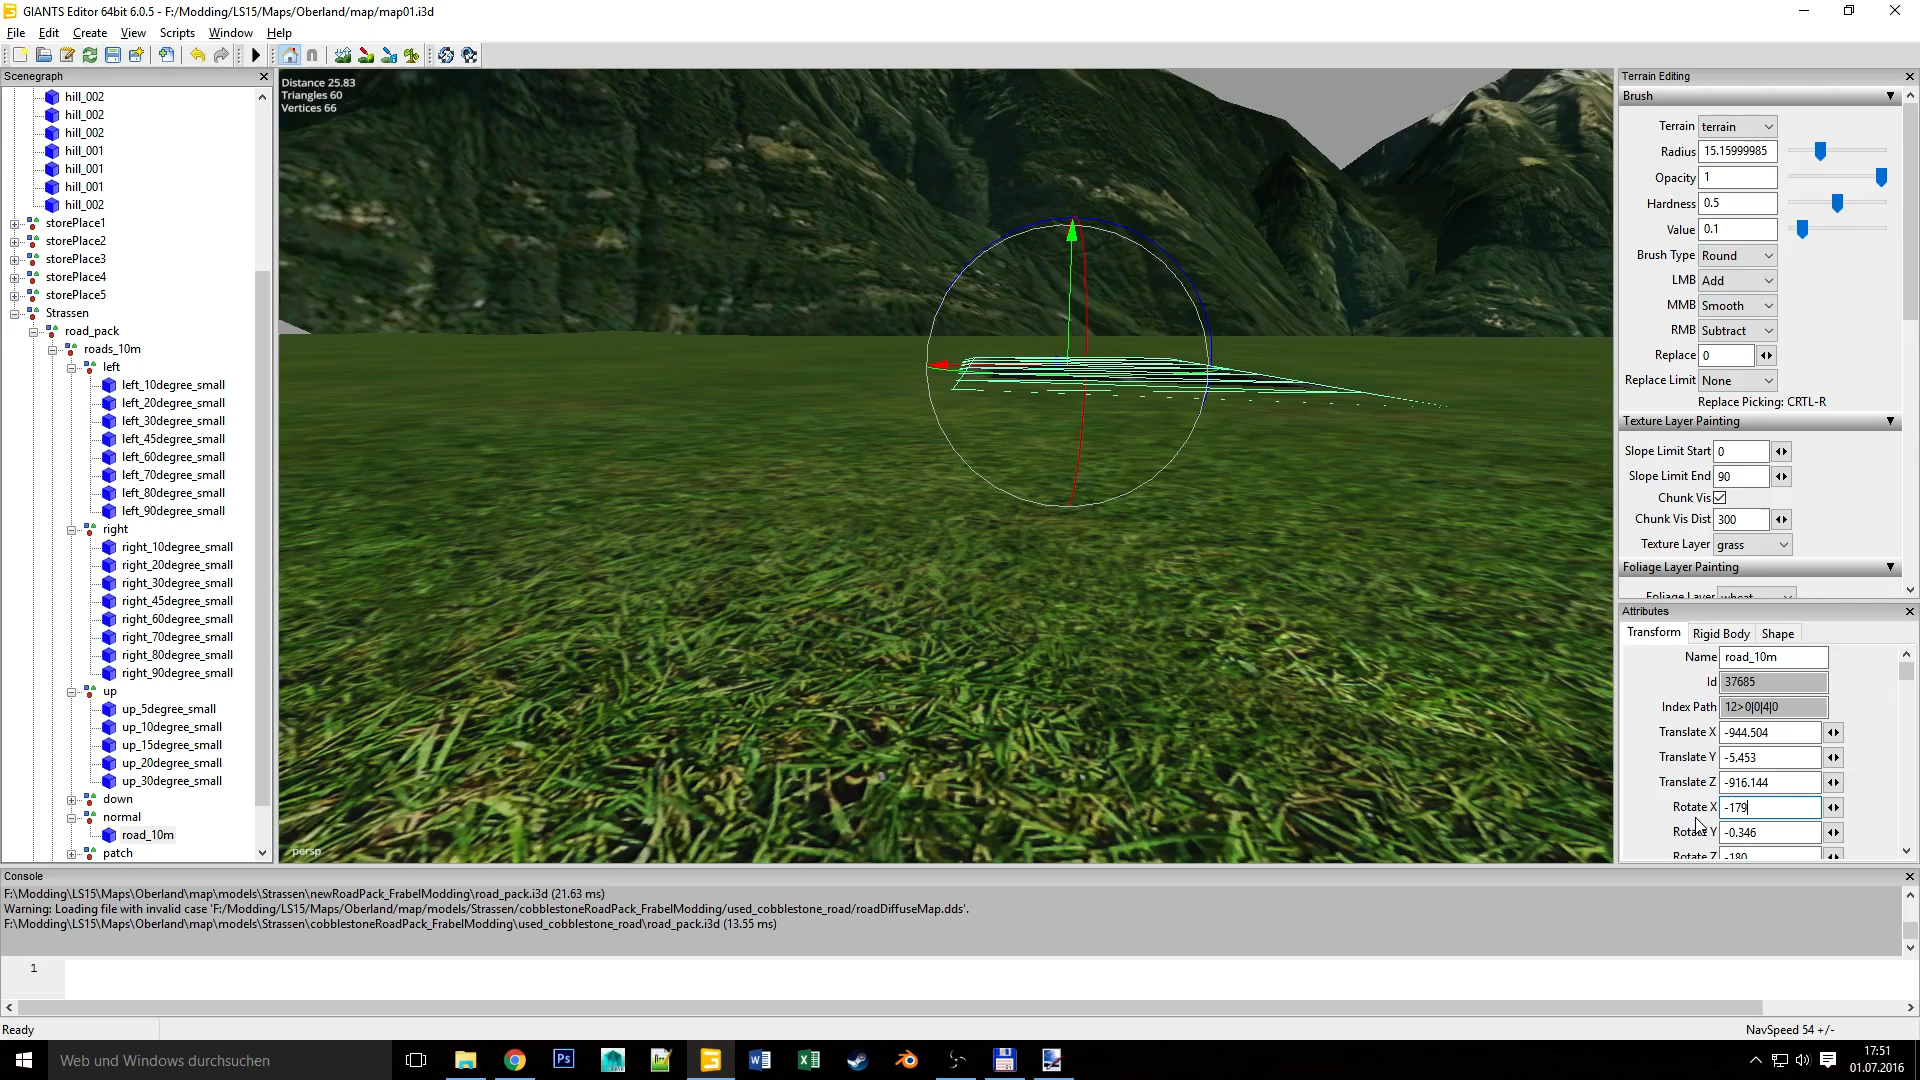 GIANTS Editor 64bit 6.0.5 - F:/Modding/LS15/Maps/Oberland/map/map01.i3d
File Edit Create View Scripts Window Help
Scenegraph
hill_002
hill_002
hill_002
hill_001
hill_001
hill_001
hill_002
storePlace1
storePlace2
storePlace3
storePlace4
storePlace5
Strassen
road_pack
roads_10m
left
left_10degree_small
left_20degree_small
left_30degree_small
left_45degree_small
left_60degree_small
left_70degree_small
left_80degree_small
left_90degree_small
right
right_10degree_small
right_20degree_small
right_30degree_small
right_45degree_small
right_60degree_small
right_70degree_small
right_80degree_small
right_90degree_small
up
up_5degree_small
up_10degree_small
up_15degree_small
up_20degree_small
up_30degree_small
down
normal
road_10m
patch
Distance 25.83
Triangles 60
Vertices 66
persp
Terrain Editing
Brush
Terrain terrain
Radius 15.15999985
Opacity 1
Hardness 0.5
Value 0.1
Brush Type Round
LMB Add
MMB Smooth
RMB Subtract
Replace 0
Replace Limit None
Replace Picking: CRTL-R
Texture Layer Painting
Slope Limit Start 0
Slope Limit End 90
Chunk Vis
Chunk Vis Dist 300
Texture Layer grass
Foliage Layer Painting
Foliage Layer wheat
Attributes
Transform Rigid Body Shape
Name road_10m
Id 37685
Index Path 12>0|0|4|0
Translate X -944.504
Translate Y -5.453
Translate Z -916.144
Rotate X -179
Rotate Y -0.346
Rotate Z -180
Console
F:\Modding\LS15\Maps\Oberland\map\models\Strassen\newRoadPack_FrabelModding\road_pack.i3d (21.63 ms)
Warning: Loading file with invalid case 'F:/Modding/LS15/Maps/Oberland/map/models/Strassen/cobblestoneRoadPack_FrabelModding/used_cobblestone_road/roadDiffuseMap.dds'.
F:\Modding\LS15\Maps\Oberland\map\models\Strassen\cobblestoneRoadPack_FrabelModding\used_cobblestone_road\road_pack.i3d (13.55 ms)
1
Ready
NavSpeed 54 +/-
Web und Windows durchsuchen
Ps
17:51
01.07.2016